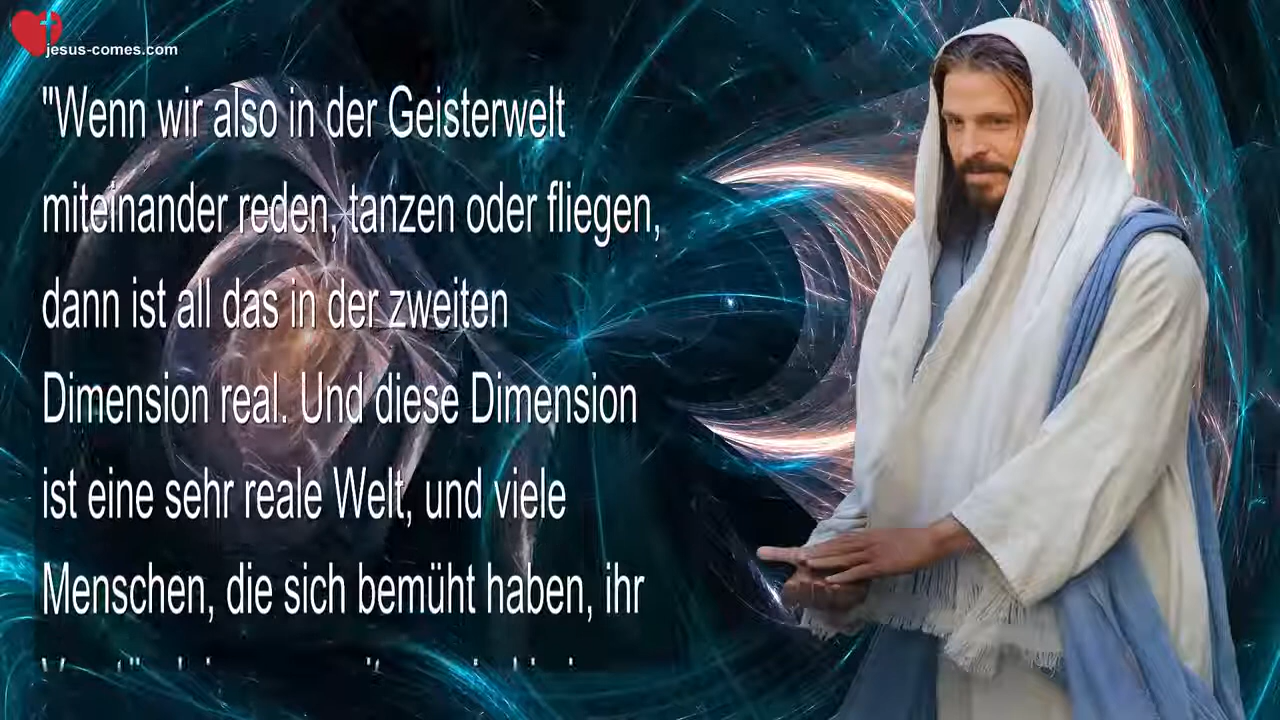 jesus-comes.com
"Wenn wir also in der Geisterwelt
miteinander reden, tanzen oder fliegen,
dann ist all das in der zweiten
Dimension real. Und diese Dimension
ist eine sehr reale Welt, und viele
Menschen, die sich bemüht haben, ihr